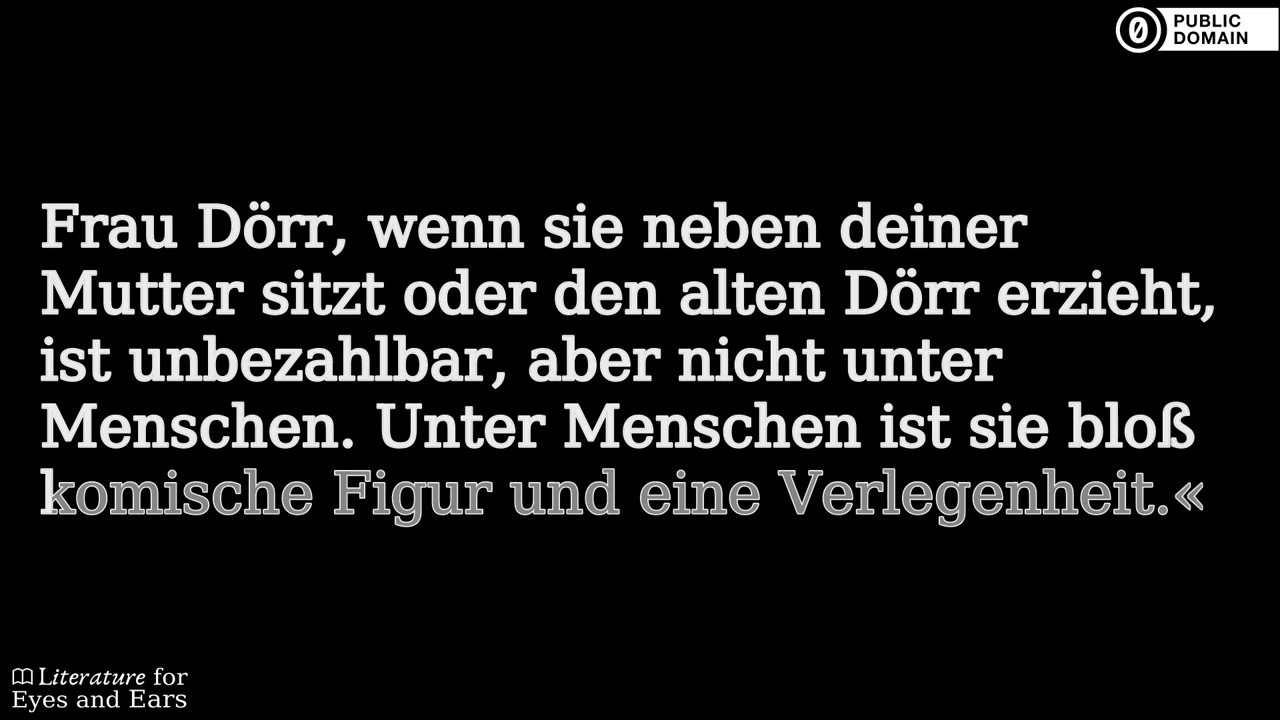 PUBLIC
DOMAIN
Frau Dörr, wenn sie neben deiner
Mutter sitzt oder den alten Dörr erzieht,
ist unbezahlbar, aber nicht unter
Menschen. Unter Menschen ist sie bloß
komische Figur und eine Verlegenheit.«
Literature for
Eyes and Ears